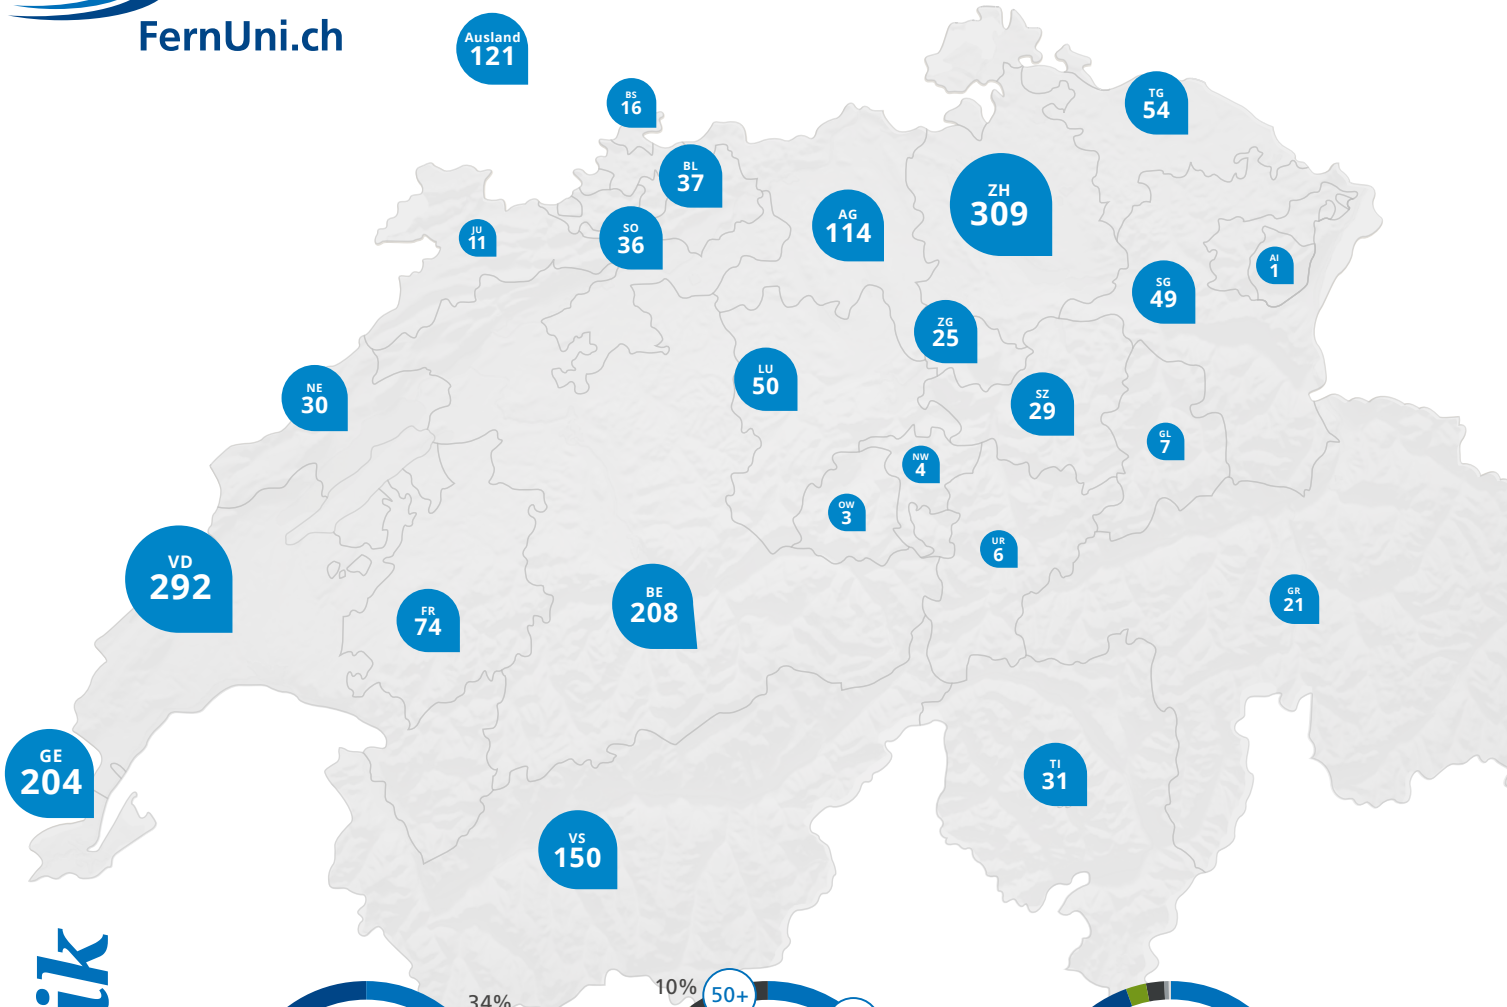 FernUni.ch
Ausland
121
BS
16
TG
54
BL
37
ZH
309
AG
114
SO
36
JU
11
AI
1
SG
49
ZG
25
LU
50
NE
30
SZ
29
GL
7
NW
4
OW
3
UR
6
VD
292
BE
208
FR
74
GR
21
GE
204
TI
31
VS
150
ik
34%
10%
50+